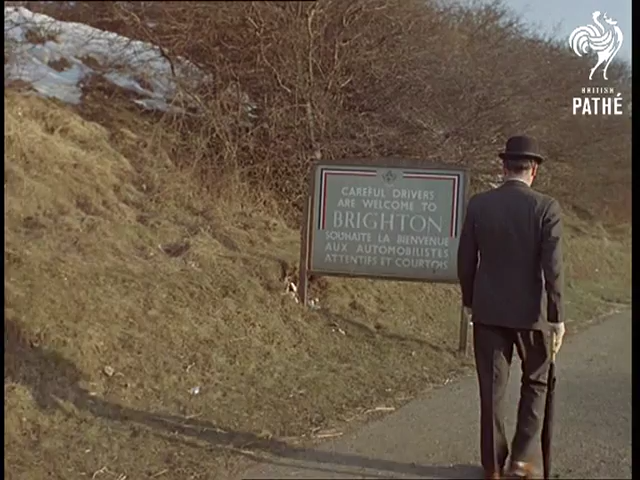 BRITISH
PATHÉ
CAREFUL DRIVERS
ARE WELCOME TO
BRIGHTON
SOUHAITE LA BIENVENUE
AUX AUTOMOBILISTES
ATTENTIFS ET COURTOIS